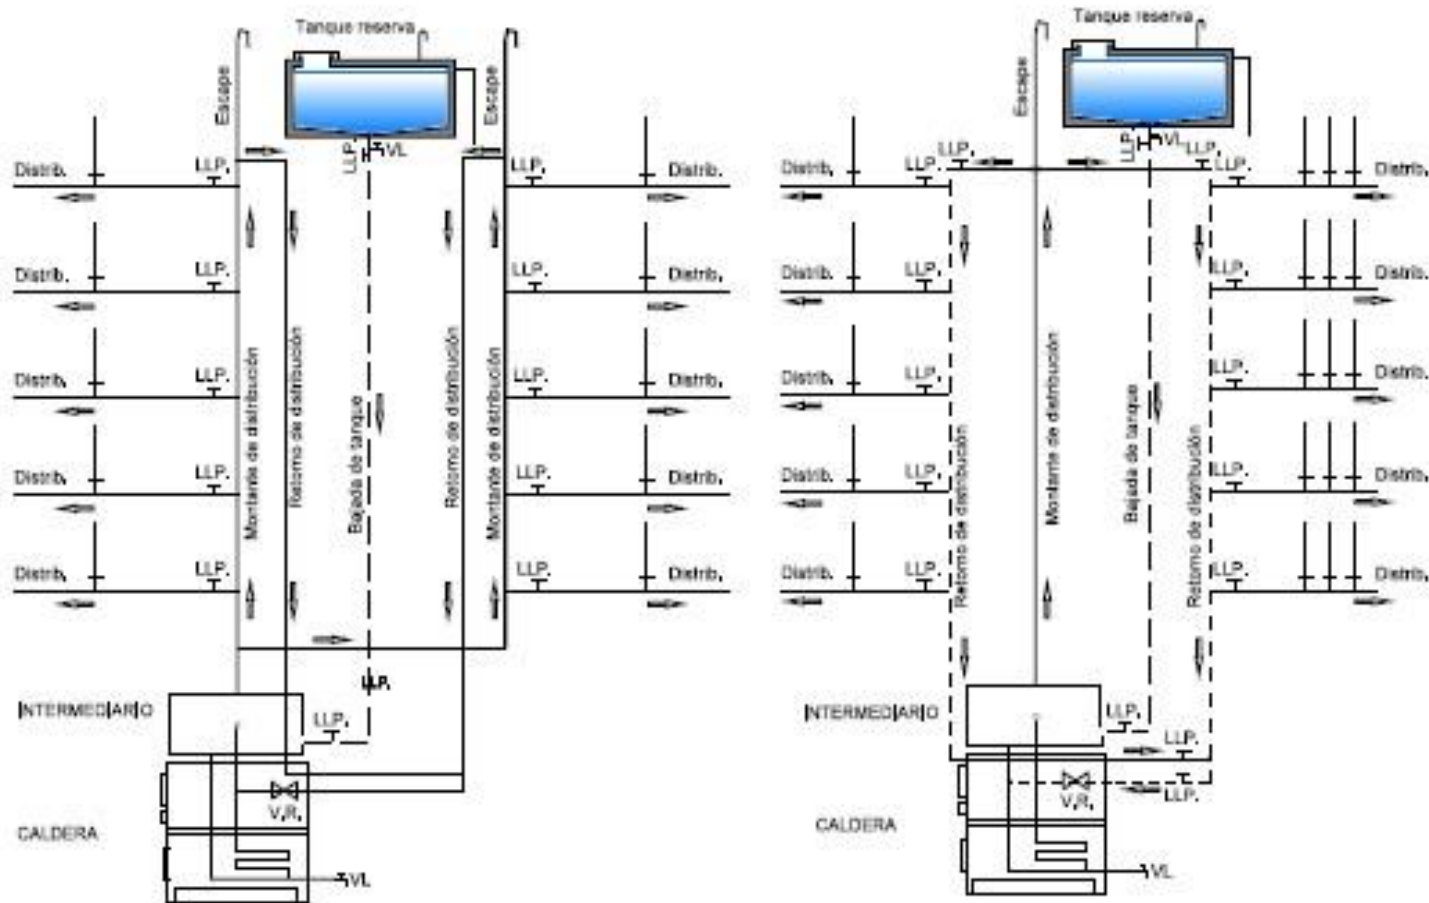 Tanque reserva
Escape
Escape
LLP.
VL
Distrib.
LLP.
LLP.
Distrib.
Distrib.
LLP.
LLP.
Distrib.
Distrib.
LLP.
LLP.
Distrib.
Distrib.
LLP.
LLP.
Distrib.
Distrib.
LLP.
LLP.
Distrib.
Montante de distribución
Retorno de distribución
Bajada de tanque
Retorno de distribución
Montante de distribución
LLP.
INTERMEDIARIO
LLP.
V.R.
CALDERA
VL
Tanque reserva
Escape
LLP.
LLP.
VL
LLP.
Distrib.
LLP.
LLP.
Distrib.
Distrib.
LLP.
LLP.
Distrib.
Distrib.
LLP.
LLP.
Distrib.
Distrib.
LLP.
LLP.
Distrib.
Distrib.
LLP.
LLP.
Distrib.
Retorno de distribución
Montante de distribución
Bajada de tanque
Retorno de distribución
INTERMEDIARIO
LLP.
LLP.
V.R.
LLP.
CALDERA
VL